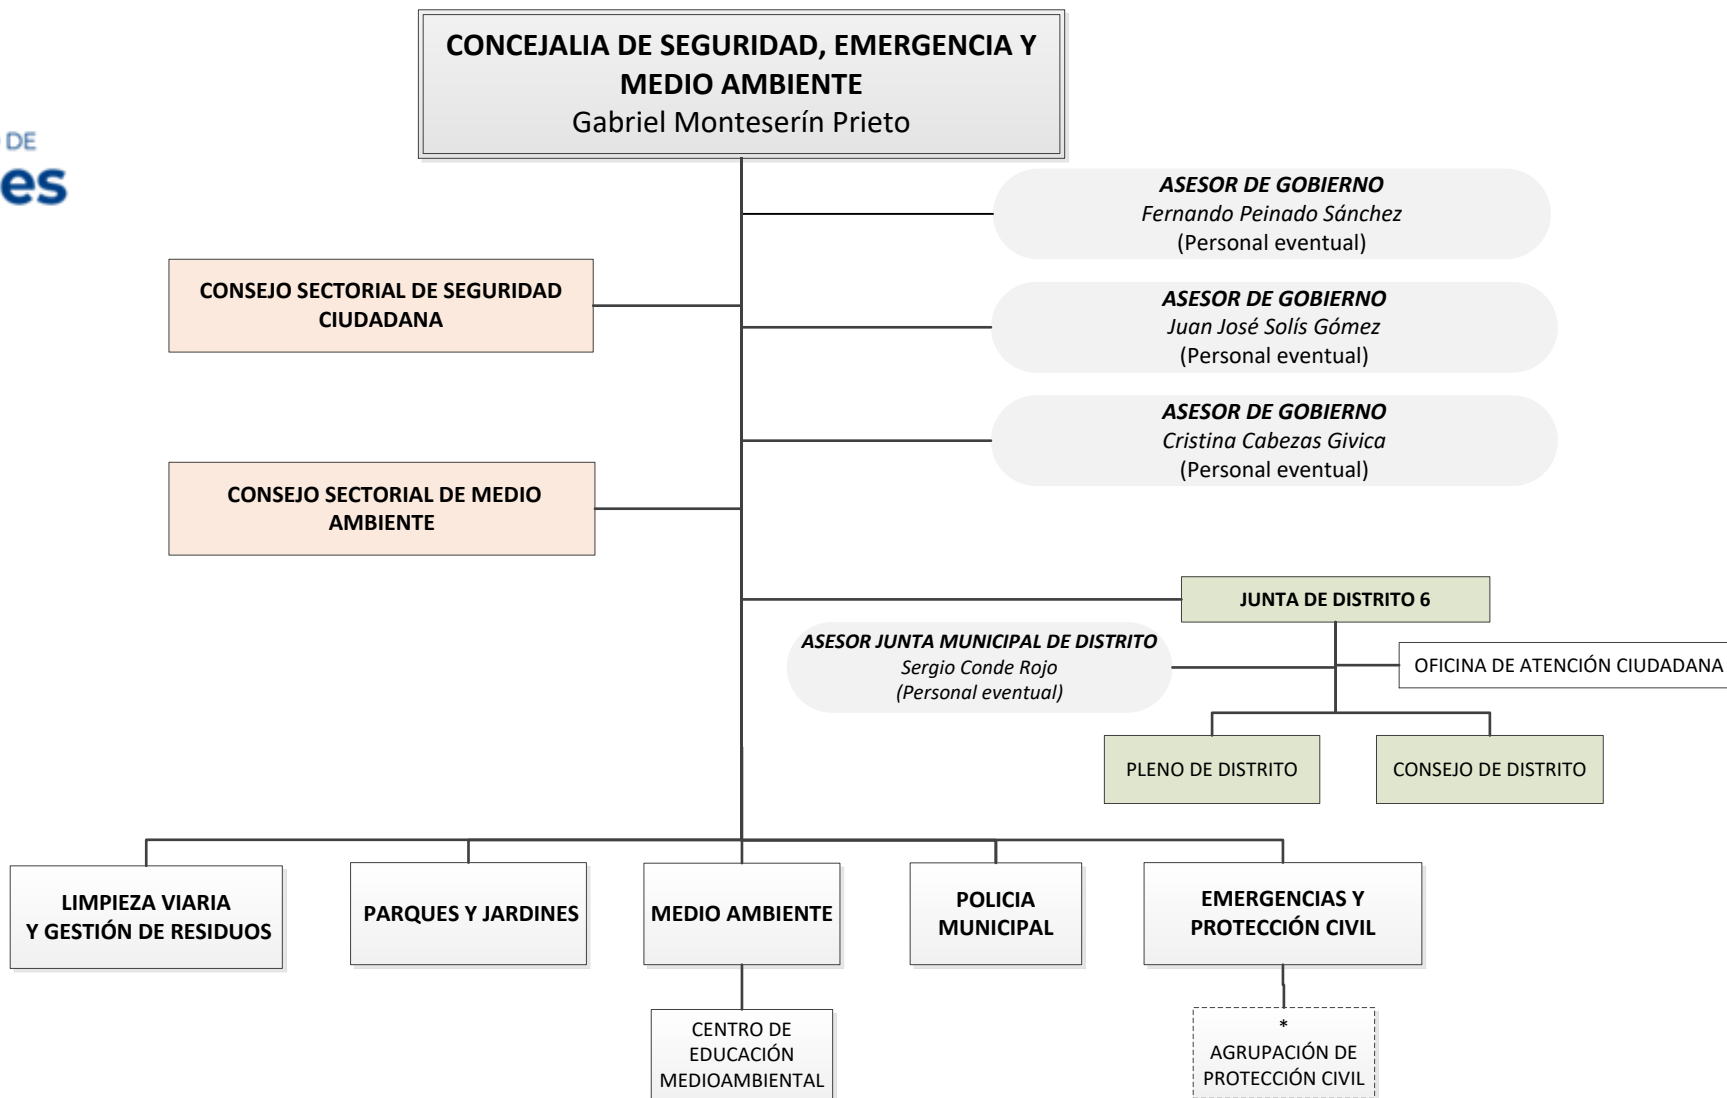 CONCEJALIA DE SEGURIDAD, EMERGENCIA Y
MEDIO AMBIENTE
Gabriel Monteserín Prieto
DE
es
ASESOR DE GOBIERNO
Fernando Peinado Sánchez
(Personal eventual)
CONSEJO SECTORIAL DE SEGURIDAD
CIUDADANA
ASESOR DE GOBIERNO
Juan José Solís Gómez
(Personal eventual)
ASESOR DE GOBIERNO
Cristina Cabezas Givica
(Personal eventual)
CONSEJO SECTORIAL DE MEDIO
AMBIENTE
JUNTA DE DISTRITO 6
ASESOR JUNTA MUNICIPAL DE DISTRITO
Sergio Conde Rojo
(Personal eventual)
OFICINA DE ATENCIÓN CIUDADANA
PLENO DE DISTRITO
CONSEJO DE DISTRITO
LIMPIEZA VIARIA
Y GESTIÓN DE RESIDUOS
PARQUES Y JARDINES
MEDIO AMBIENTE
POLICIA
MUNICIPAL
EMERGENCIAS Y
PROTECCIÓN CIVIL
CENTRO DE
EDUCACIÓN
MEDIOAMBIENTAL
*
AGRUPACIÓN DE
PROTECCIÓN CIVIL